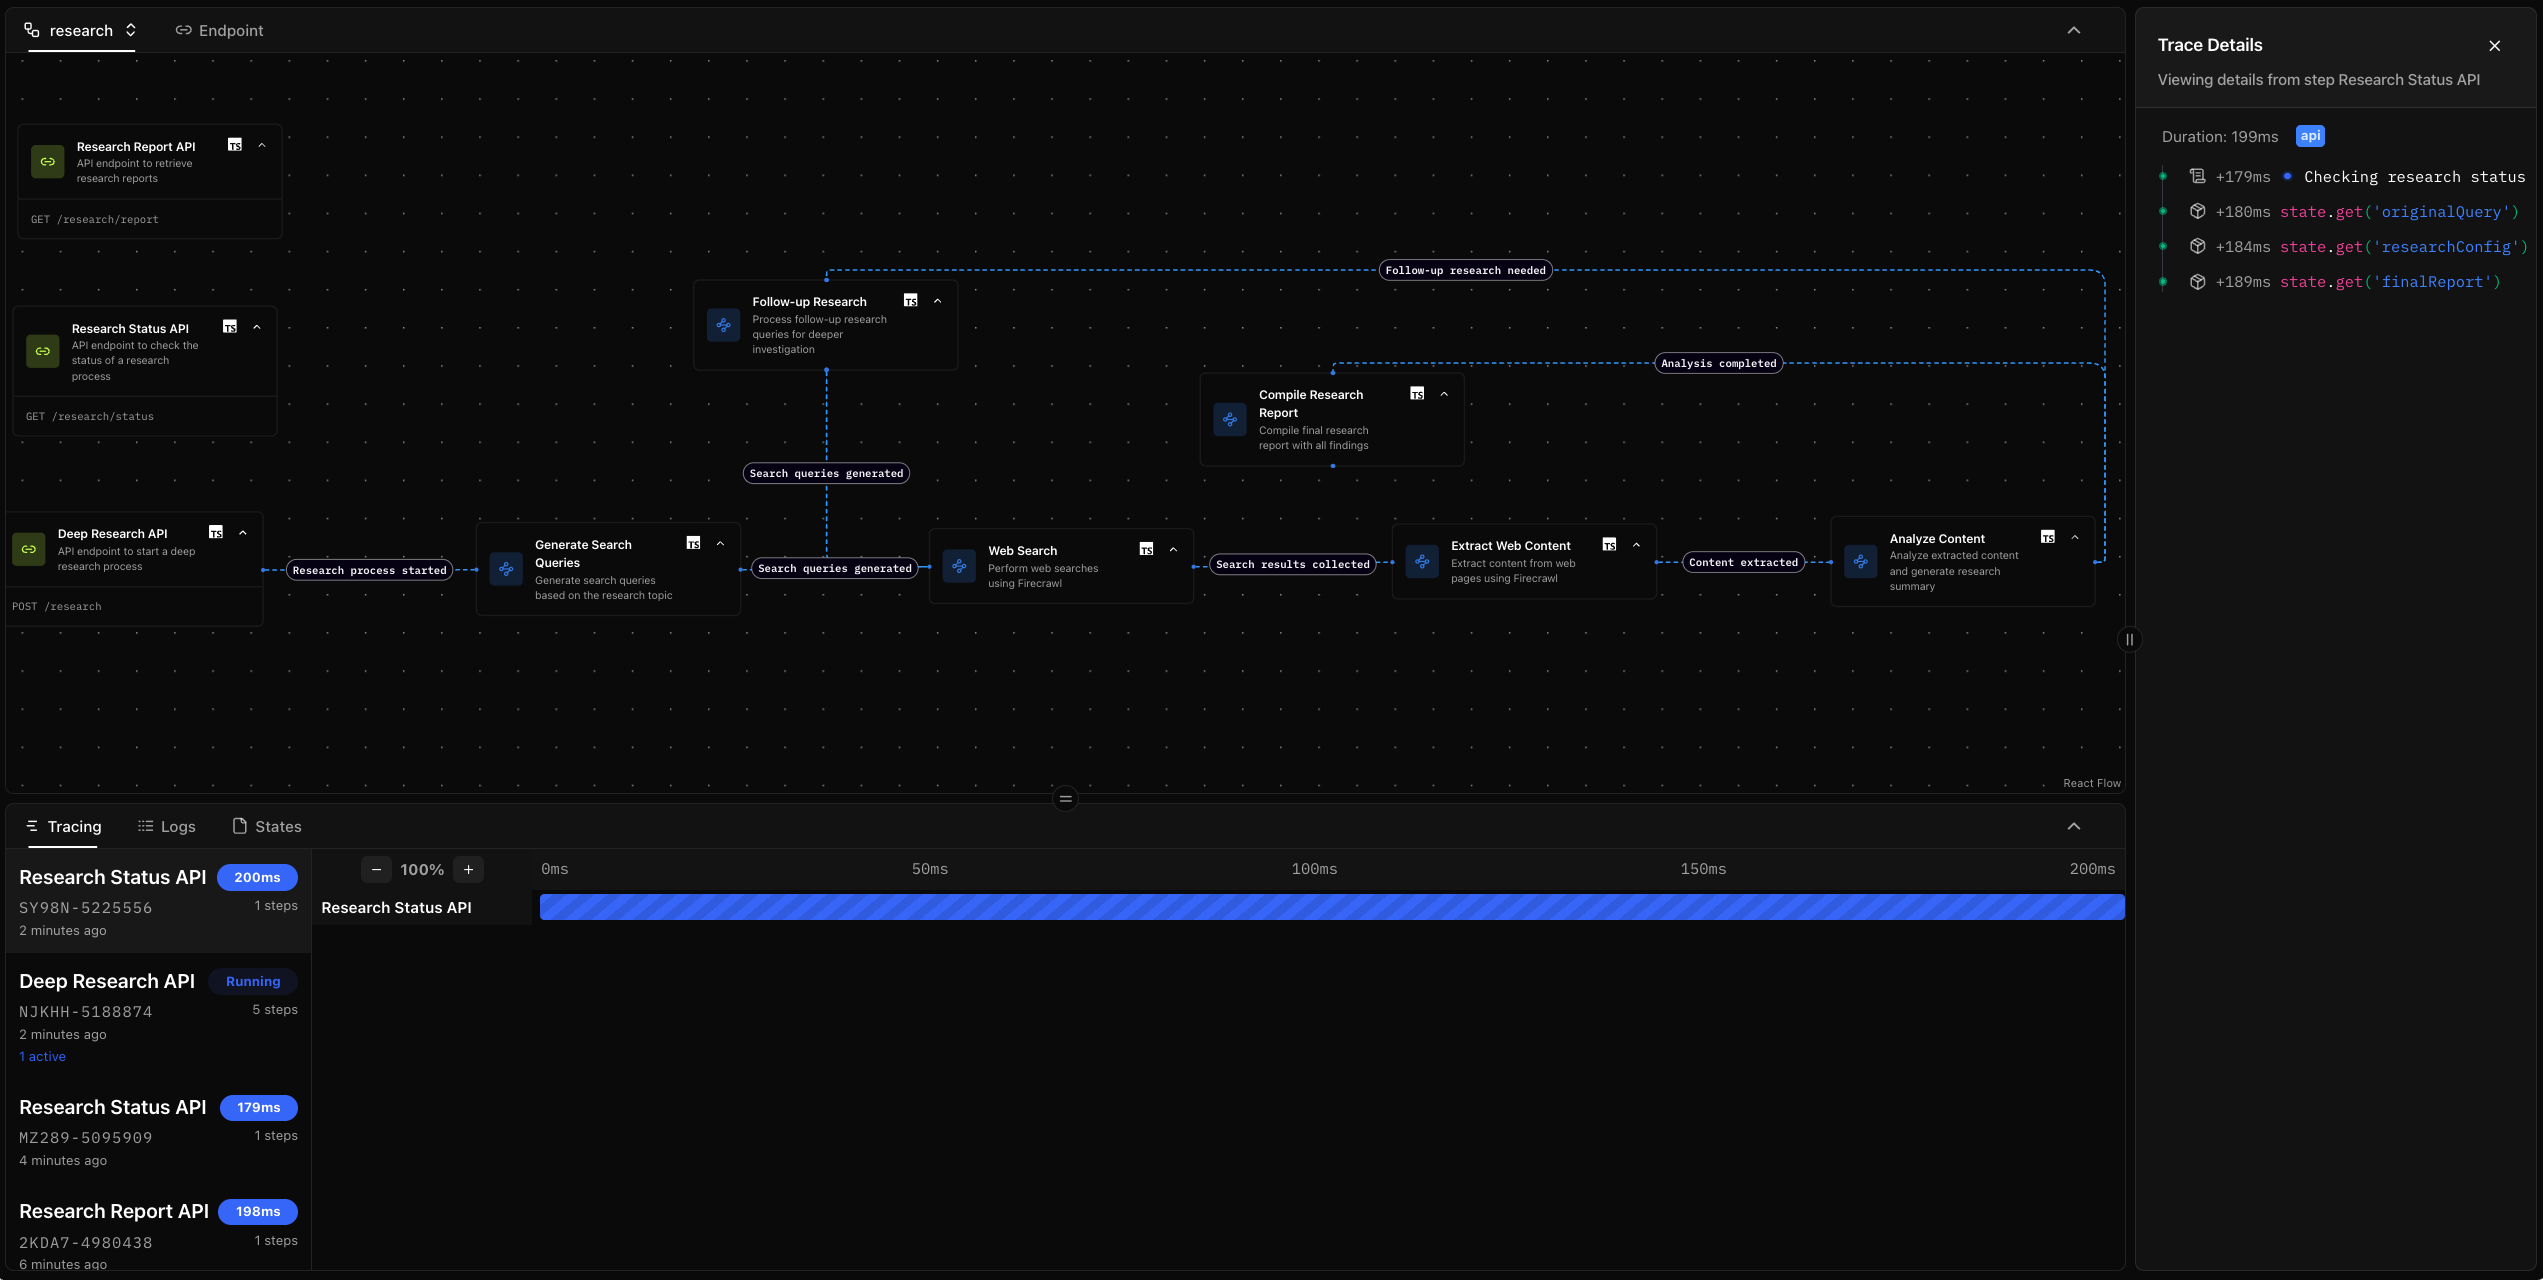 research
Endpoint
Research Report API
TS
API endpoint to retrieve
research reports
GET /research/report
Research Status API
TS
API endpoint to check the
status of a research
process
GET /research/status
Deep Research API
TS
API endpoint to start a deep
research process
POST /research
Research process started
Generate Search
Queries
TS
Generate search queries
based on the research topic
Search queries generated
Follow-up Research
TS
Process follow-up research
queries for deeper
investigation
Search queries generated
Web Search
TS
Perform web searches
using Firecrawl
Search results collected
Follow-up research needed
Analysis completed
Compile Research
Report
TS
Compile final research
report with all findings
Extract Web Content
TS
Extract content from web
pages using Firecrawl
Content extracted
Analyze Content
TS
Analyze extracted content
and generate research
summary
React Flow
Tracing
Logs
States
Research Status API 200ms
SY98N-5225556 1 steps
2 minutes ago
Deep Research API Running
NJKHH-5188874 5 steps
2 minutes ago
1 active
Research Status API 179ms
MZ289-5095909 1 steps
4 minutes ago
Research Report API 198ms
2KDA7-4980438 1 steps
6 minutes ago
− 100% +
0ms 50ms 100ms 150ms 200ms
Research Status API
Trace Details
Viewing details from step Research Status API
Duration: 199ms api
+179ms Checking research status
+180ms state.get('originalQuery')
+184ms state.get('researchConfig')
+189ms state.get('finalReport')